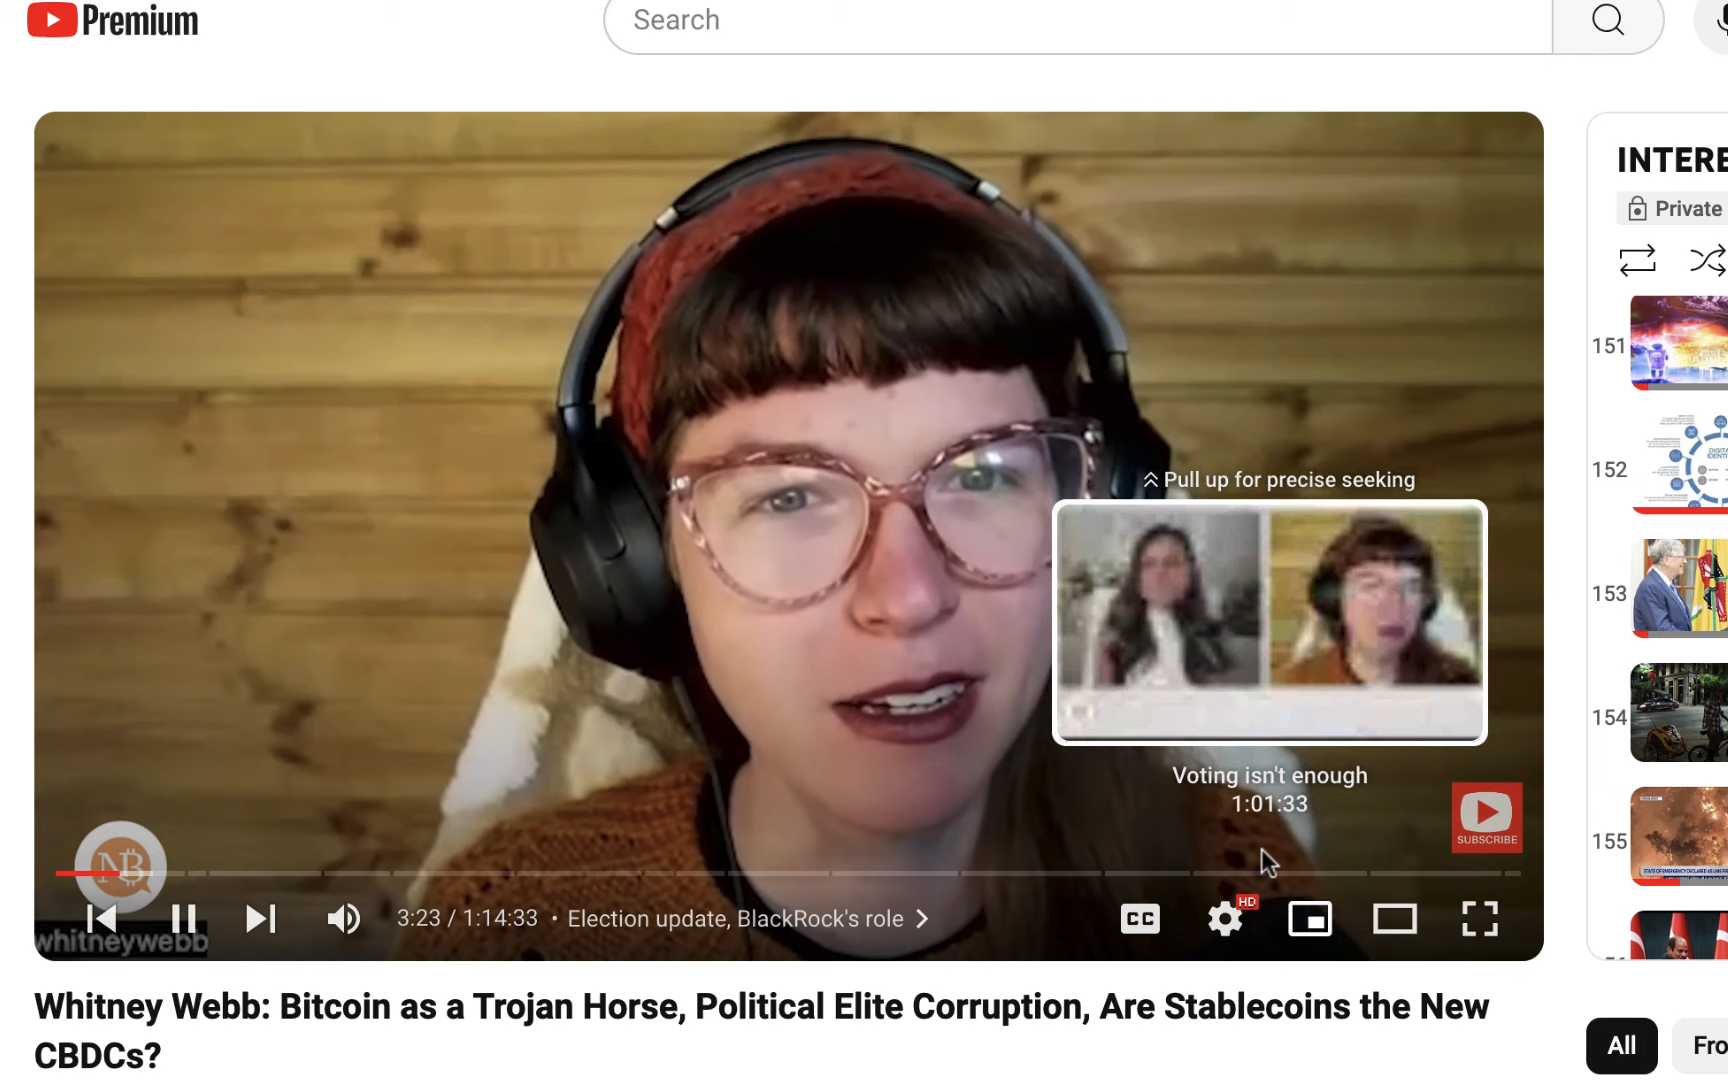 Premium
Search
INTERE
Private
151
152
153
154
155
Pull up for precise seeking
Voting isn't enough
1:01:33
SUBSCRIBE
NB
3:23 / 1:14:33 • Election update, BlackRock's role
CC
HD
whitneywebb
Whitney Webb: Bitcoin as a Trojan Horse, Political Elite Corruption, Are Stablecoins the New
CBDCs?
All
Fro